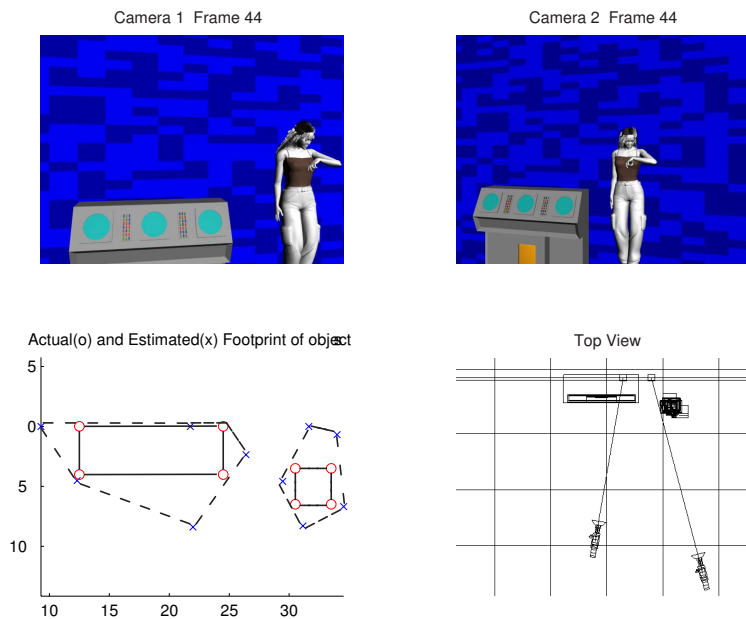 Camera 1 Frame 44
Camera 2 Frame 44
Actual(o) and Estimated(x) Footprint of objects
Top View
5
0
5
10
10
15
20
25
30